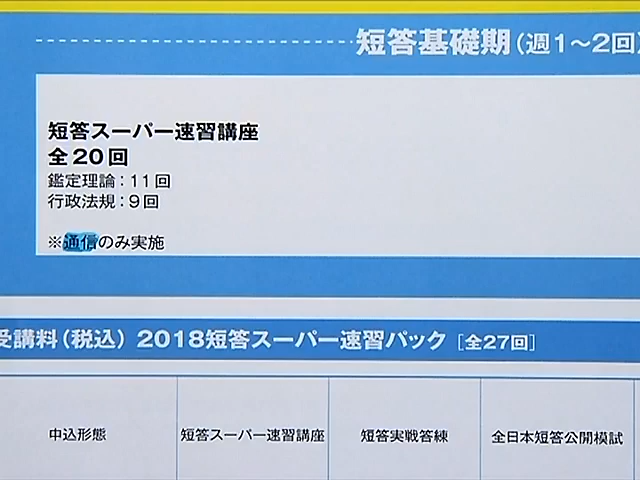 短答基礎期（週1～2回）
短答スーパー速習講座
全20回
鑑定理論：11回
行政法規：9回
※通信のみ実施
受講料（税込） 2018短答スーパー速習パック ［全27回］
申込形態 短答スーパー速習講座 短答実戦答練 全日本短答公開模試